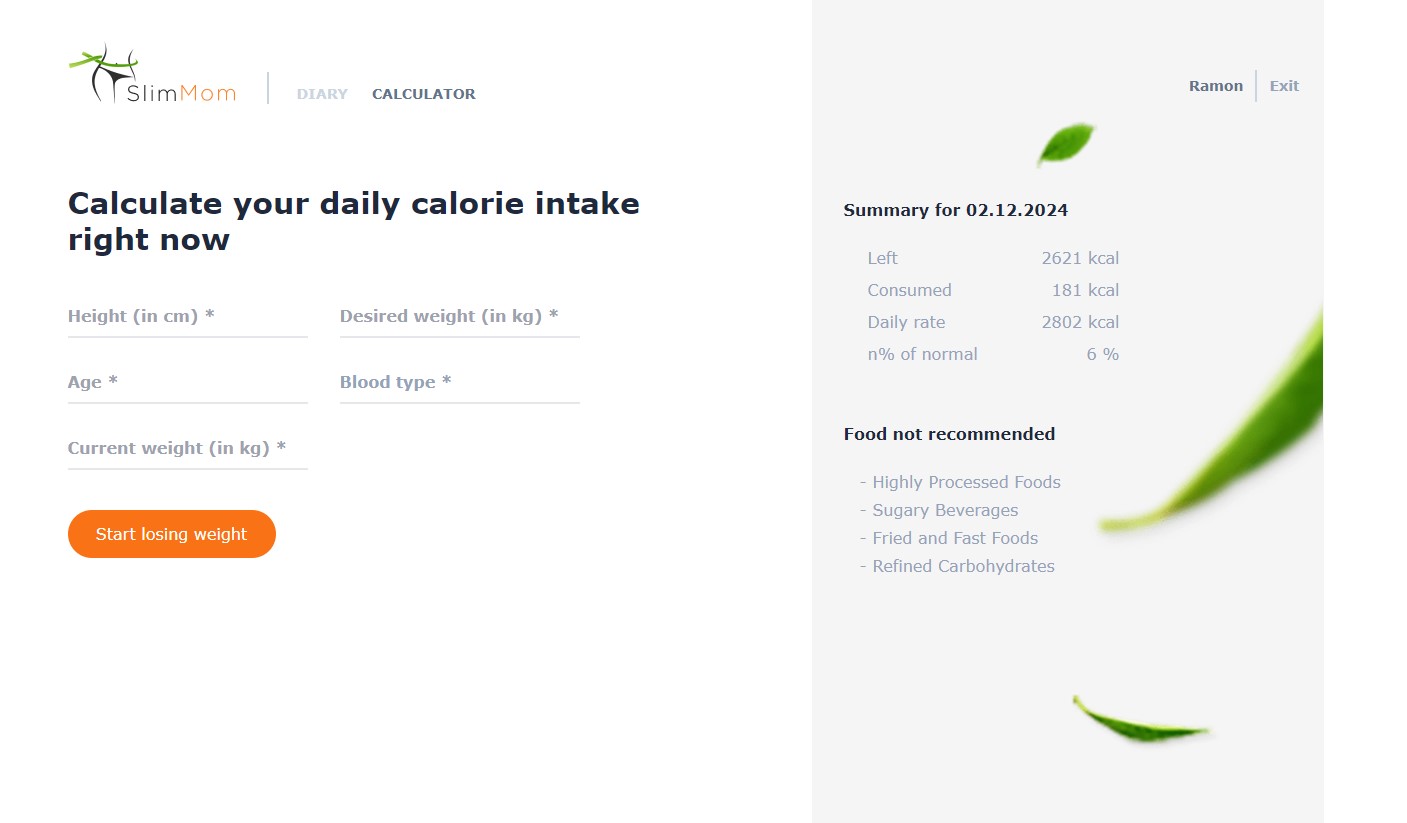 SlimMom
DIARY CALCULATOR
Ramon Exit
Calculate your daily calorie intake
right now
Height (in cm) *
Desired weight (in kg) *
Age *
Blood type *
Current weight (in kg) *
Start losing weight
Summary for 02.12.2024
Left 2621 kcal
Consumed 181 kcal
Daily rate 2802 kcal
n% of normal 6 %
Food not recommended
- Highly Processed Foods
- Sugary Beverages
- Fried and Fast Foods
- Refined Carbohydrates